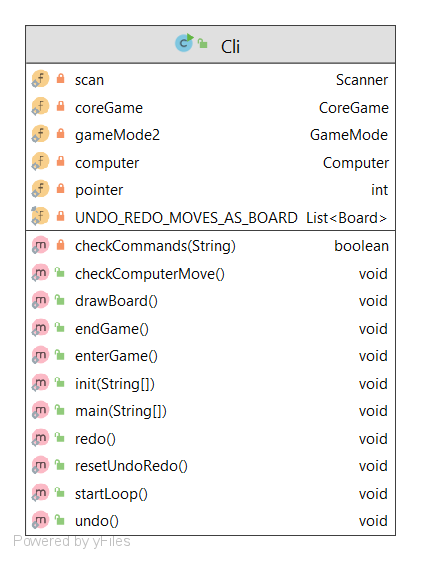 Cli
scan Scanner
coreGame CoreGame
gameMode2 GameMode
computer Computer
pointer int
UNDO_REDO_MOVES_AS_BOARD List<Board>
checkCommands(String) boolean
checkComputerMove() void
drawBoard() void
endGame() void
enterGame() void
init(String[]) void
main(String[]) void
redo() void
resetUndoRedo() void
startLoop() void
undo() void
Powered by yFiles